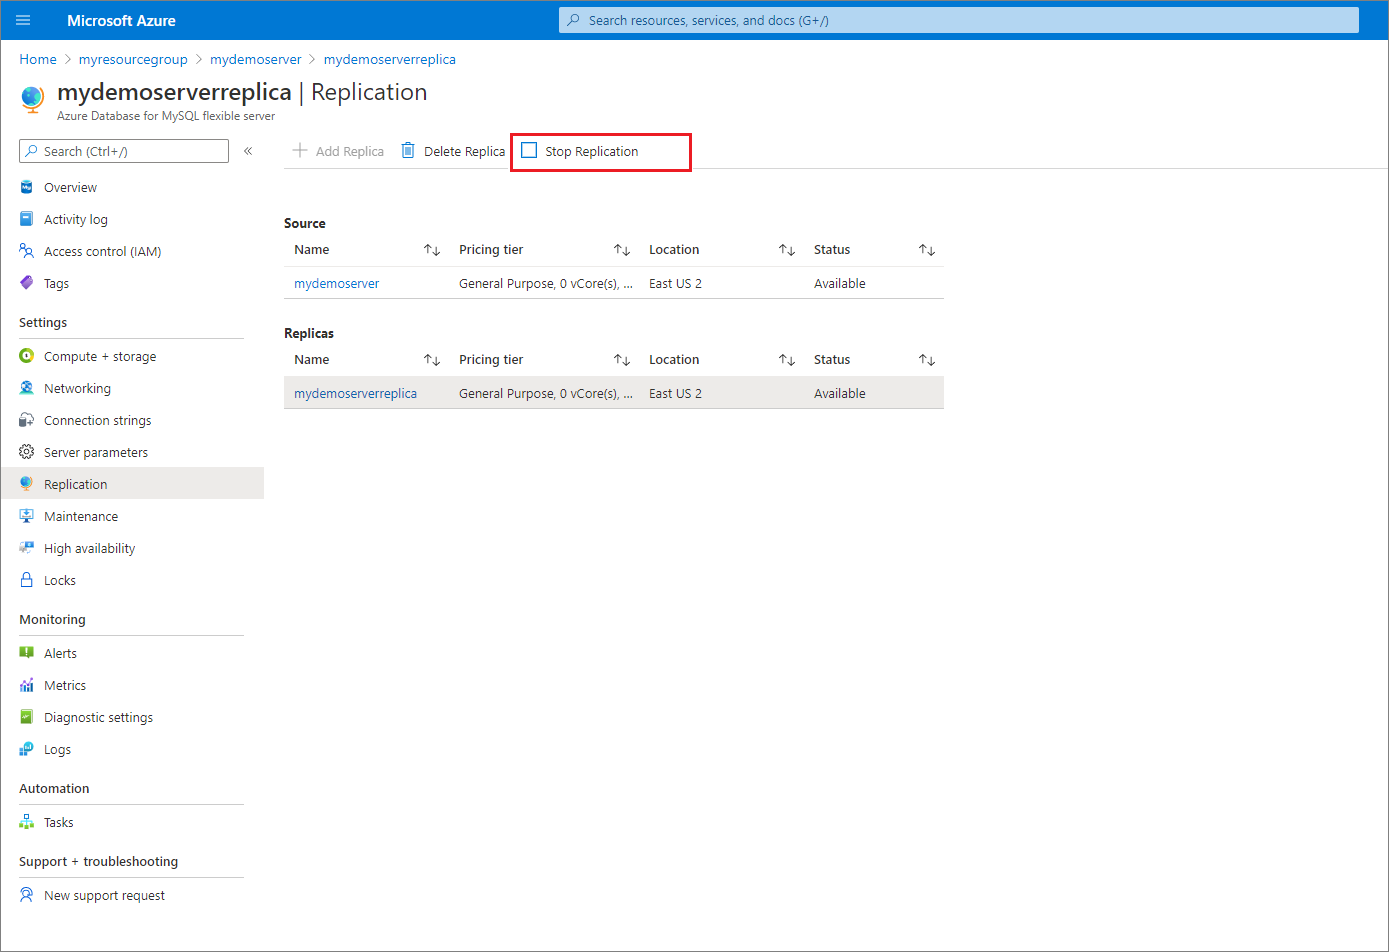 Microsoft Azure
Search resources, services, and docs (G+/)
Home > myresourcegroup > mydemoserver > mydemoserverreplica
mydemoserverreplica | Replication
Azure Database for MySQL flexible server
Search (Ctrl+/)
«
Add Replica
Delete Replica
Stop Replication
Overview
Activity log
Access control (IAM)
Tags
Settings
Compute + storage
Networking
Connection strings
Server parameters
Replication
Maintenance
High availability
Locks
Monitoring
Alerts
Metrics
Diagnostic settings
Logs
Automation
Tasks
Support + troubleshooting
New support request
Source
Name ↑↓ Pricing tier ↑↓ Location ↑↓ Status ↑↓
mydemoserver General Purpose, 0 vCore(s), ... East US 2 Available
Replicas
Name ↑↓ Pricing tier ↑↓ Location ↑↓ Status ↑↓
mydemoserverreplica General Purpose, 0 vCore(s), ... East US 2 Available